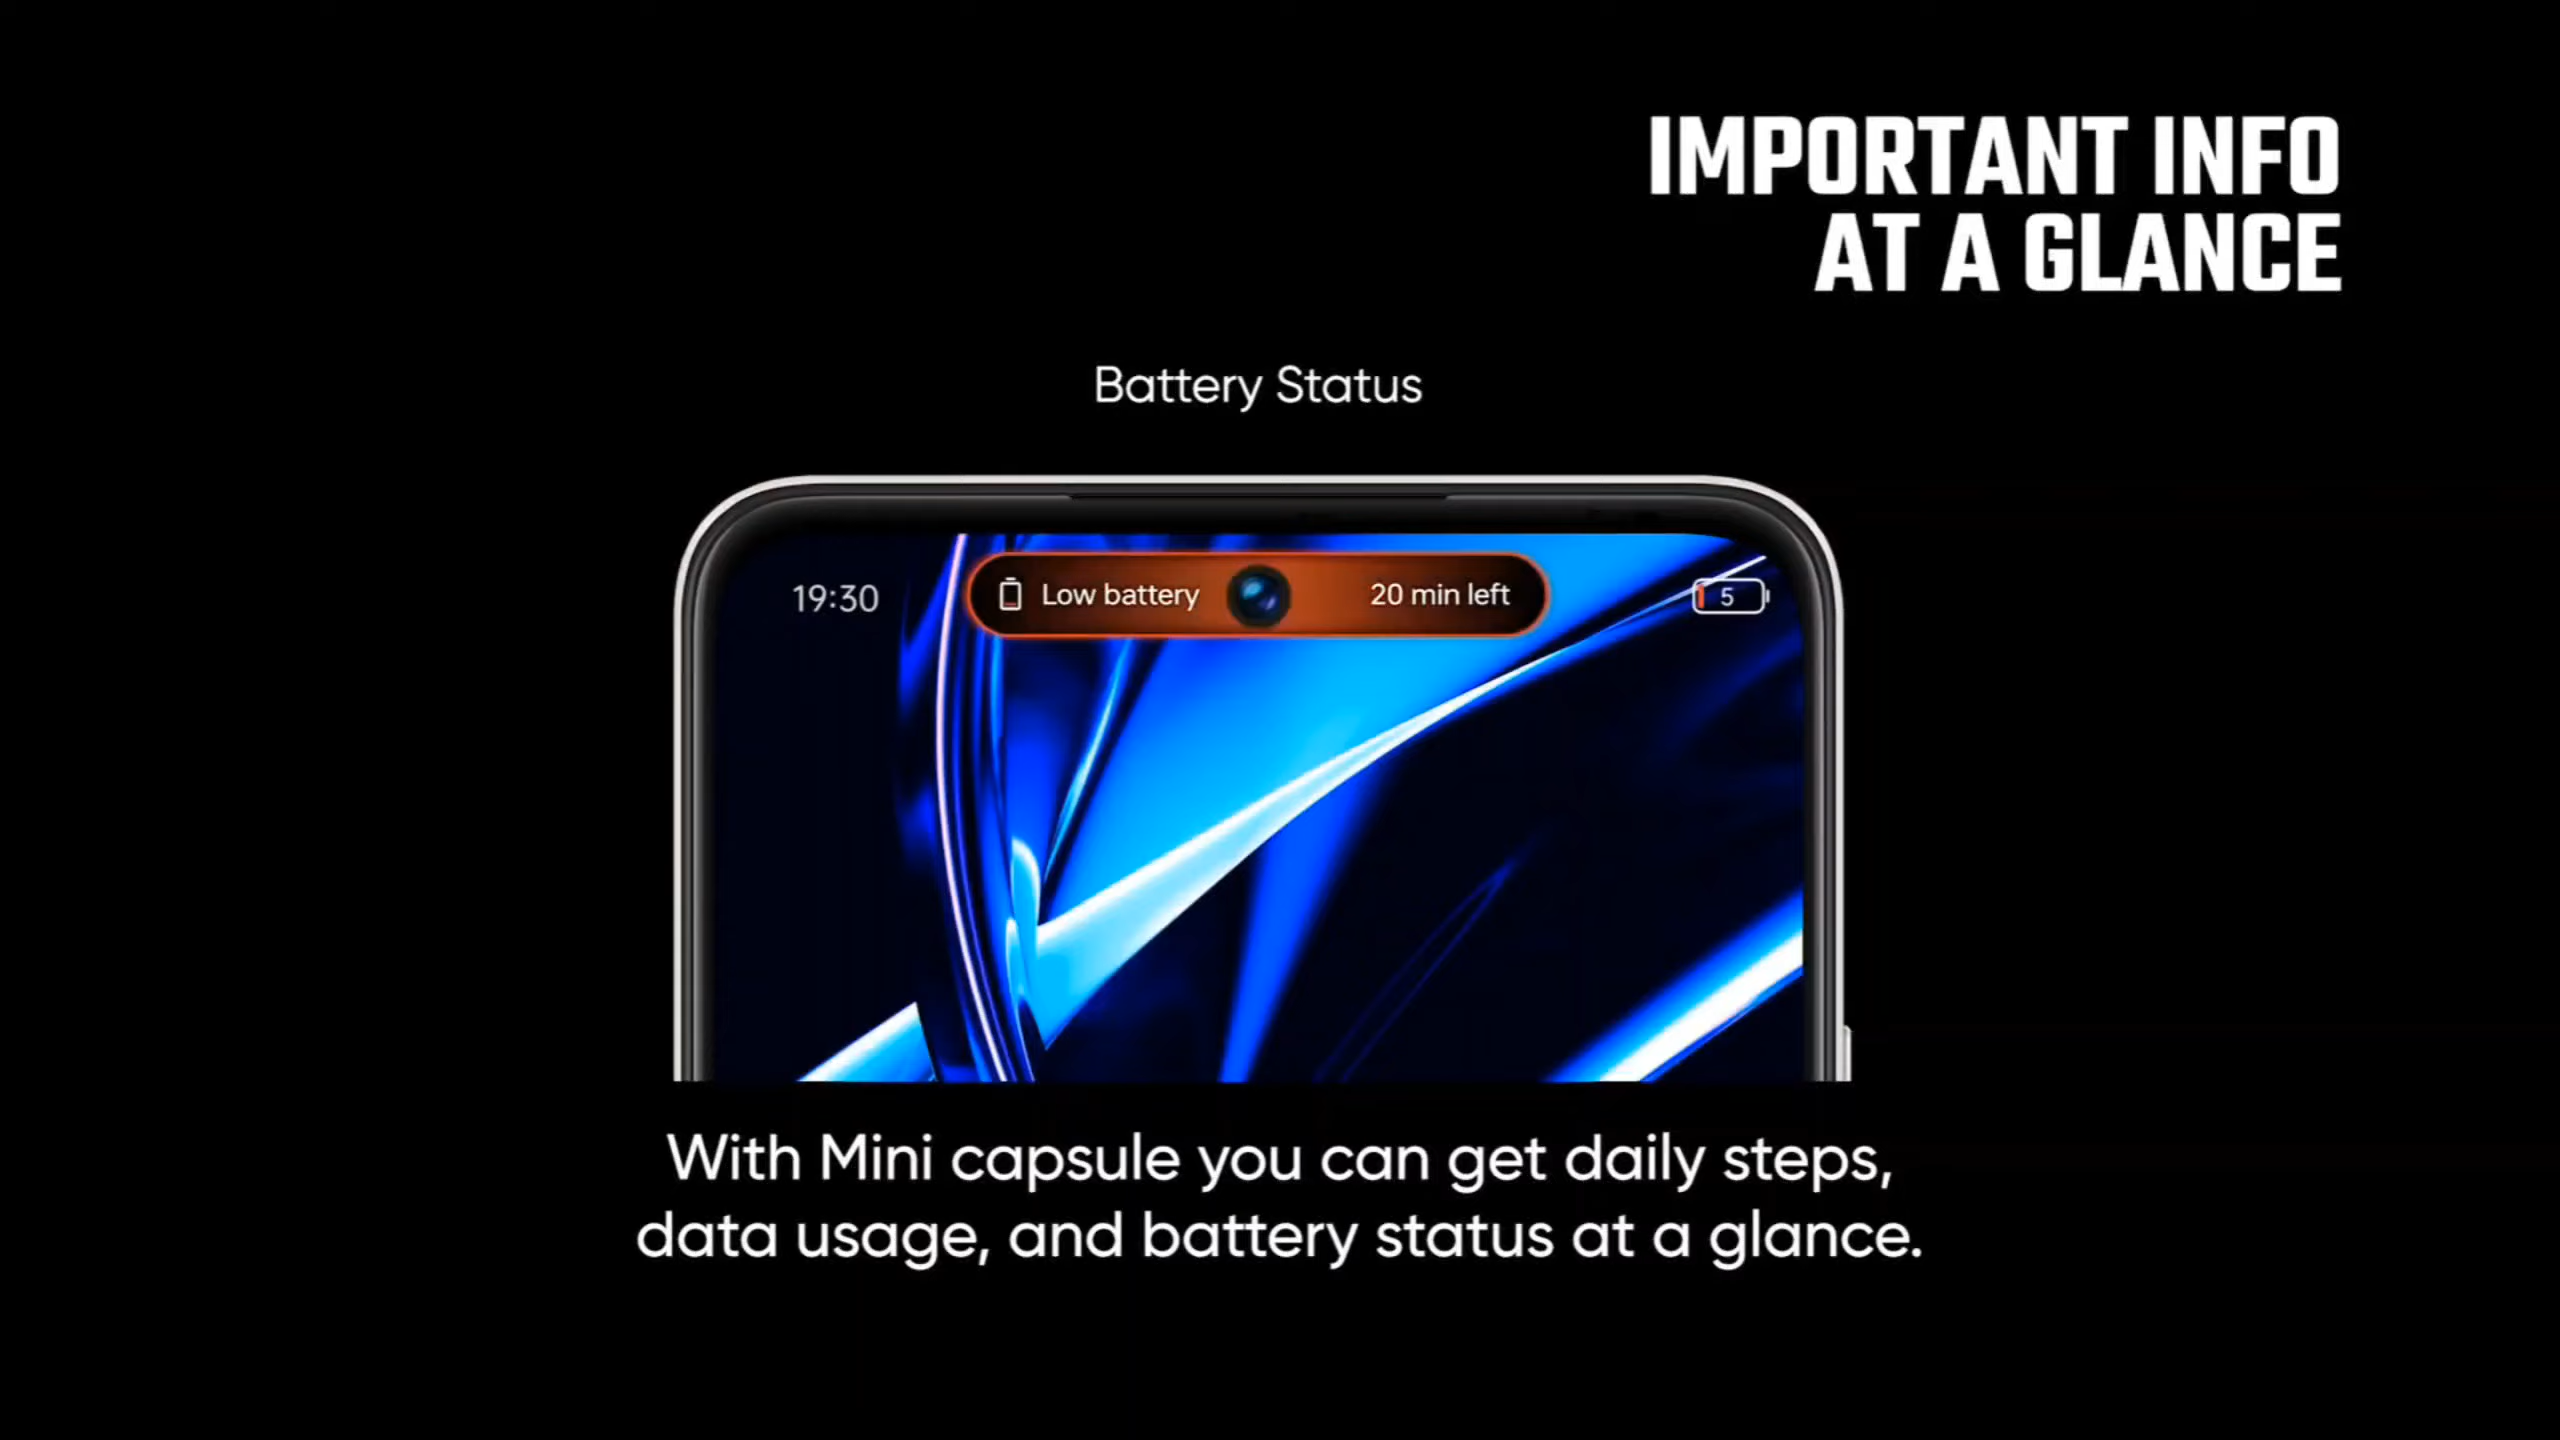 IMPORTANT INFO
AT A GLANCE
Battery Status
19:30
Low battery
20 min left
5
With Mini capsule you can get daily steps,
data usage, and battery status at a glance.